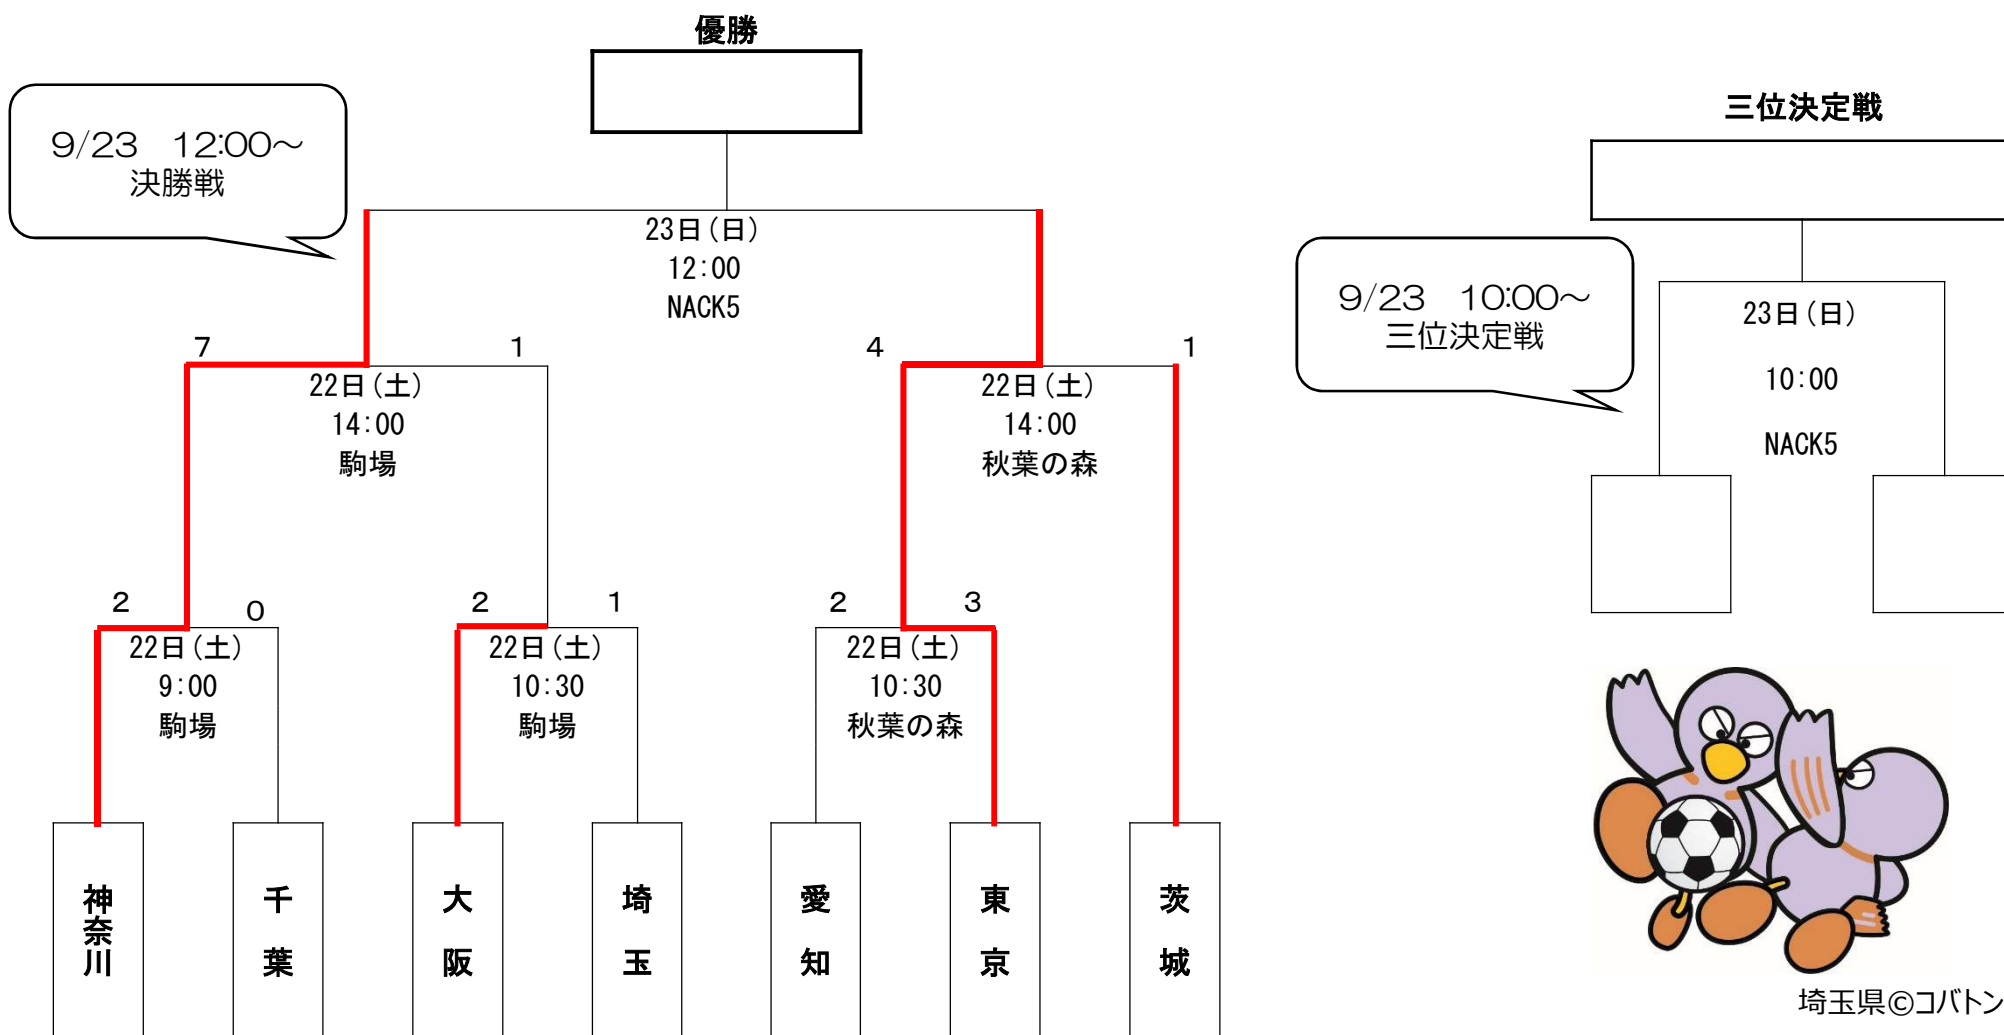 優勝
9/23　12:00～
決勝戦
三位決定戦
23日(日)
12:00
NACK5
9/23　10:00～
三位決定戦
23日(日)
10:00
NACK5
7
1
4
1
22日(土)
14:00
駒場
22日(土)
14:00
秋葉の森
2
0
2
1
2
3
22日(土)
9:00
駒場
22日(土)
10:30
駒場
22日(土)
10:30
秋葉の森
神奈川
千葉
大阪
埼玉
愛知
東京
茨城
埼玉県©コバトン